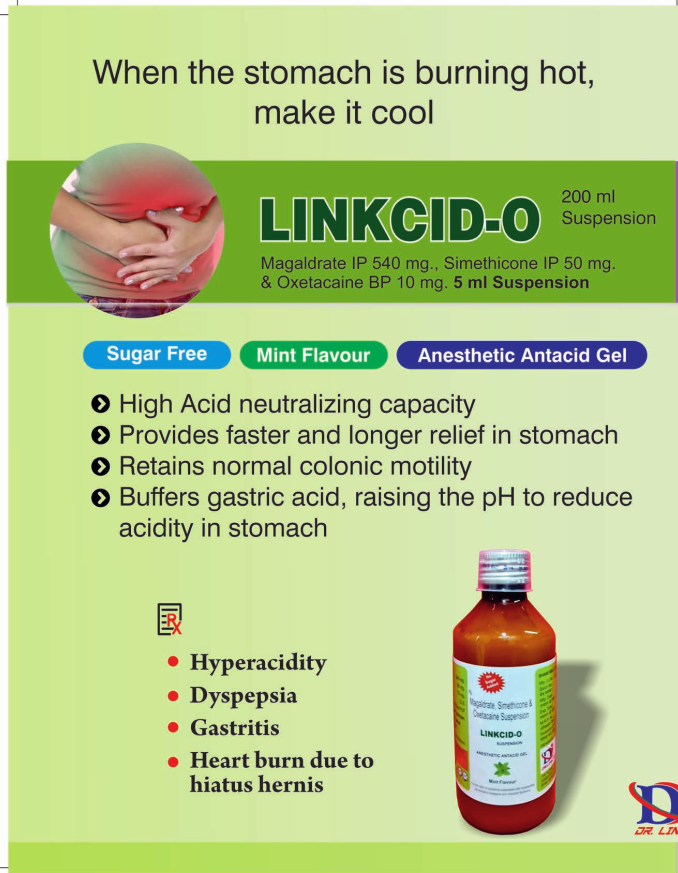 When the stomach is burning hot,
make it cool
LINKCID-O
200 ml
Suspension
Magaldrate IP 540 mg., Simethicone IP 50 mg.
& Oxetacaine BP 10 mg. 5 ml Suspension
Sugar Free
Mint Flavour
Anesthetic Antacid Gel
High Acid neutralizing capacity
Provides faster and longer relief in stomach
Retains normal colonic motility
Buffers gastric acid, raising the pH to reduce
acidity in stomach
Rx
Hyperacidity
Dyspepsia
Gastritis
Heart burn due to
hiatus hernis
Sugar
Magaldrate, Simethicone &
Oxetacaine Suspension
LINKCID-O
SUSPENSION
ANESTHETIC ANTACID GEL
Mint Flavour
D
DR. LIN